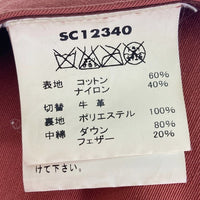 SC12340
表地 コットン 60%
ナイロン 40%
切替 牛革
裏地 ポリエステル 100%
中綿 ダウン 80%
フェザー 20%
けて下さい。